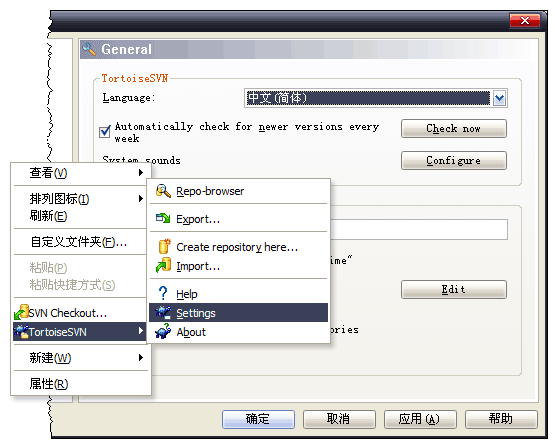 General
TortoiseSVN
Language:
中文(简体)
Automatically check for newer versions every
week
Check now
System sounds
Configure
查看(V)
排列图标(I)
刷新(E)
自定义文件夹(F)...
粘贴(P)
粘贴快捷方式(S)
SVN Checkout...
TortoiseSVN
新建(W)
属性(R)
Repo-browser
Export...
Create repository here...
Import...
Help
Settings
About
Edit
确定
取消
应用(A)
帮助